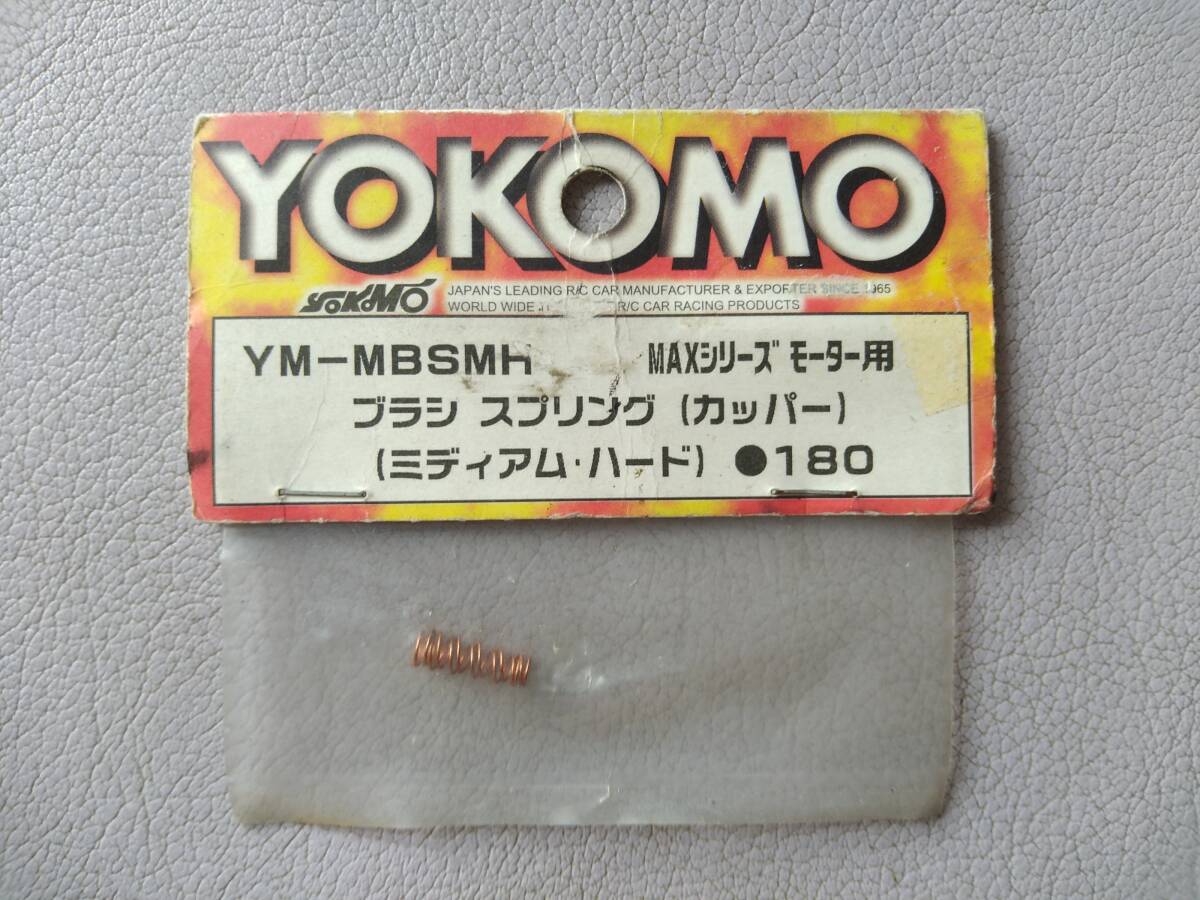 YOKOMO
YOKOMO JAPAN'S LEADING R/C CAR MANUFACTURER & EXPORTER SINCE 1965
WORLD WIDE R/C CAR RACING PRODUCTS
YM-MBSMH MAXシリーズ モーター用
ブラシ スプリング (カッパー)
(ミディアム・ハード) ●180